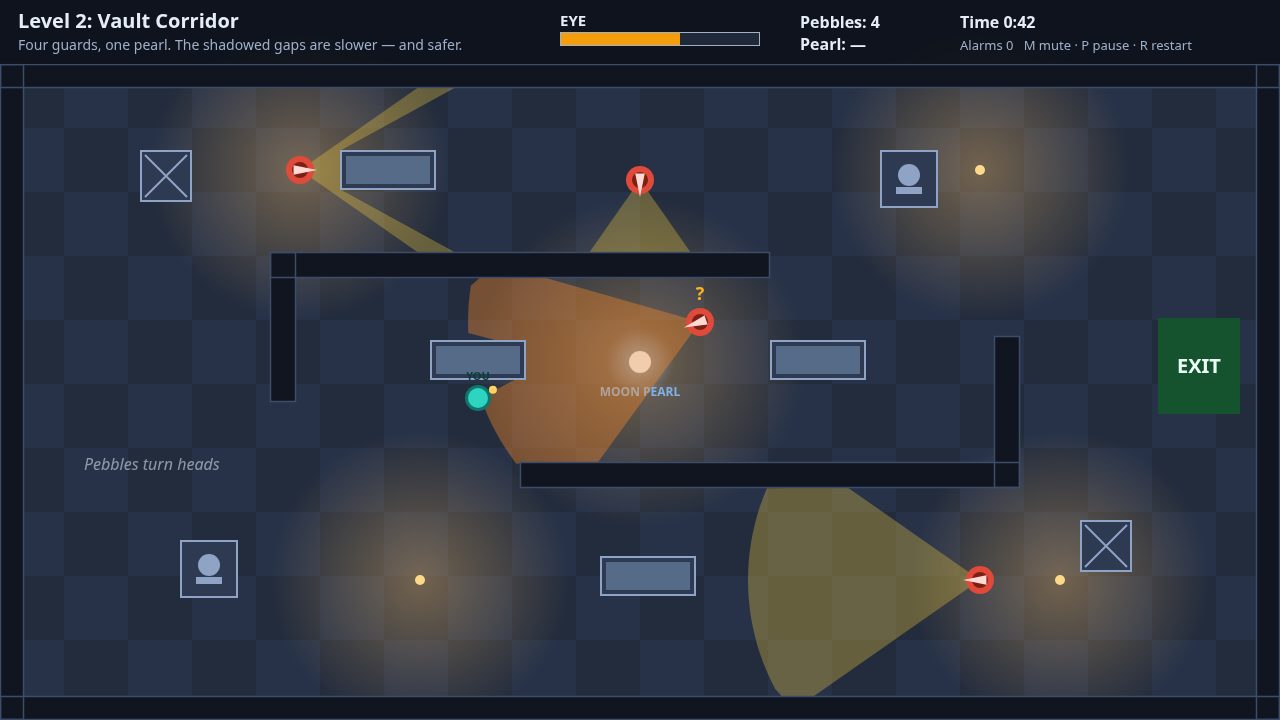 Level 2: Vault Corridor
Four guards, one pearl. The shadowed gaps are slower — and safer.
EYE
Pebbles: 4
Pearl: —
Time 0:42
Alarms 0 M mute · P pause · R restart
?
EXIT
YOU
MOON PEARL
Pebbles turn heads